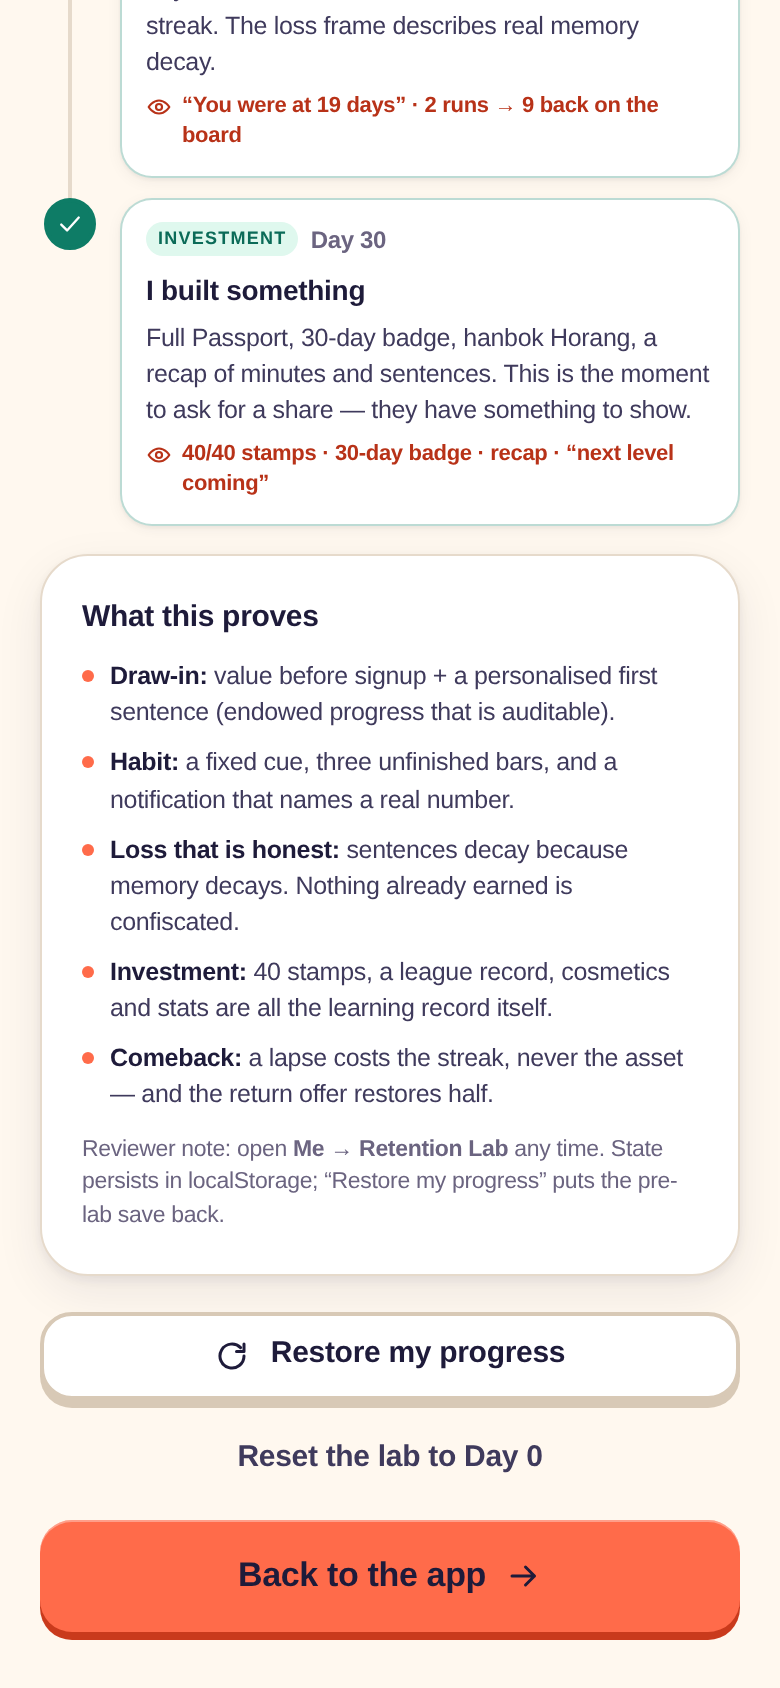 streak. The loss frame describes real memory
decay.
“You were at 19 days” · 2 runs → 9 back on the
board
INVESTMENT Day 30
I built something
Full Passport, 30-day badge, hanbok Horang, a
recap of minutes and sentences. This is the moment
to ask for a share — they have something to show.
40/40 stamps · 30-day badge · recap · “next level
coming”
What this proves
Draw-in: value before signup + a personalised first
sentence (endowed progress that is auditable).
Habit: a fixed cue, three unfinished bars, and a
notification that names a real number.
Loss that is honest: sentences decay because
memory decays. Nothing already earned is
confiscated.
Investment: 40 stamps, a league record, cosmetics
and stats are all the learning record itself.
Comeback: a lapse costs the streak, never the asset
— and the return offer restores half.
Reviewer note: open Me → Retention Lab any time. State
persists in localStorage; “Restore my progress” puts the pre-
lab save back.
Restore my progress
Reset the lab to Day 0
Back to the app →